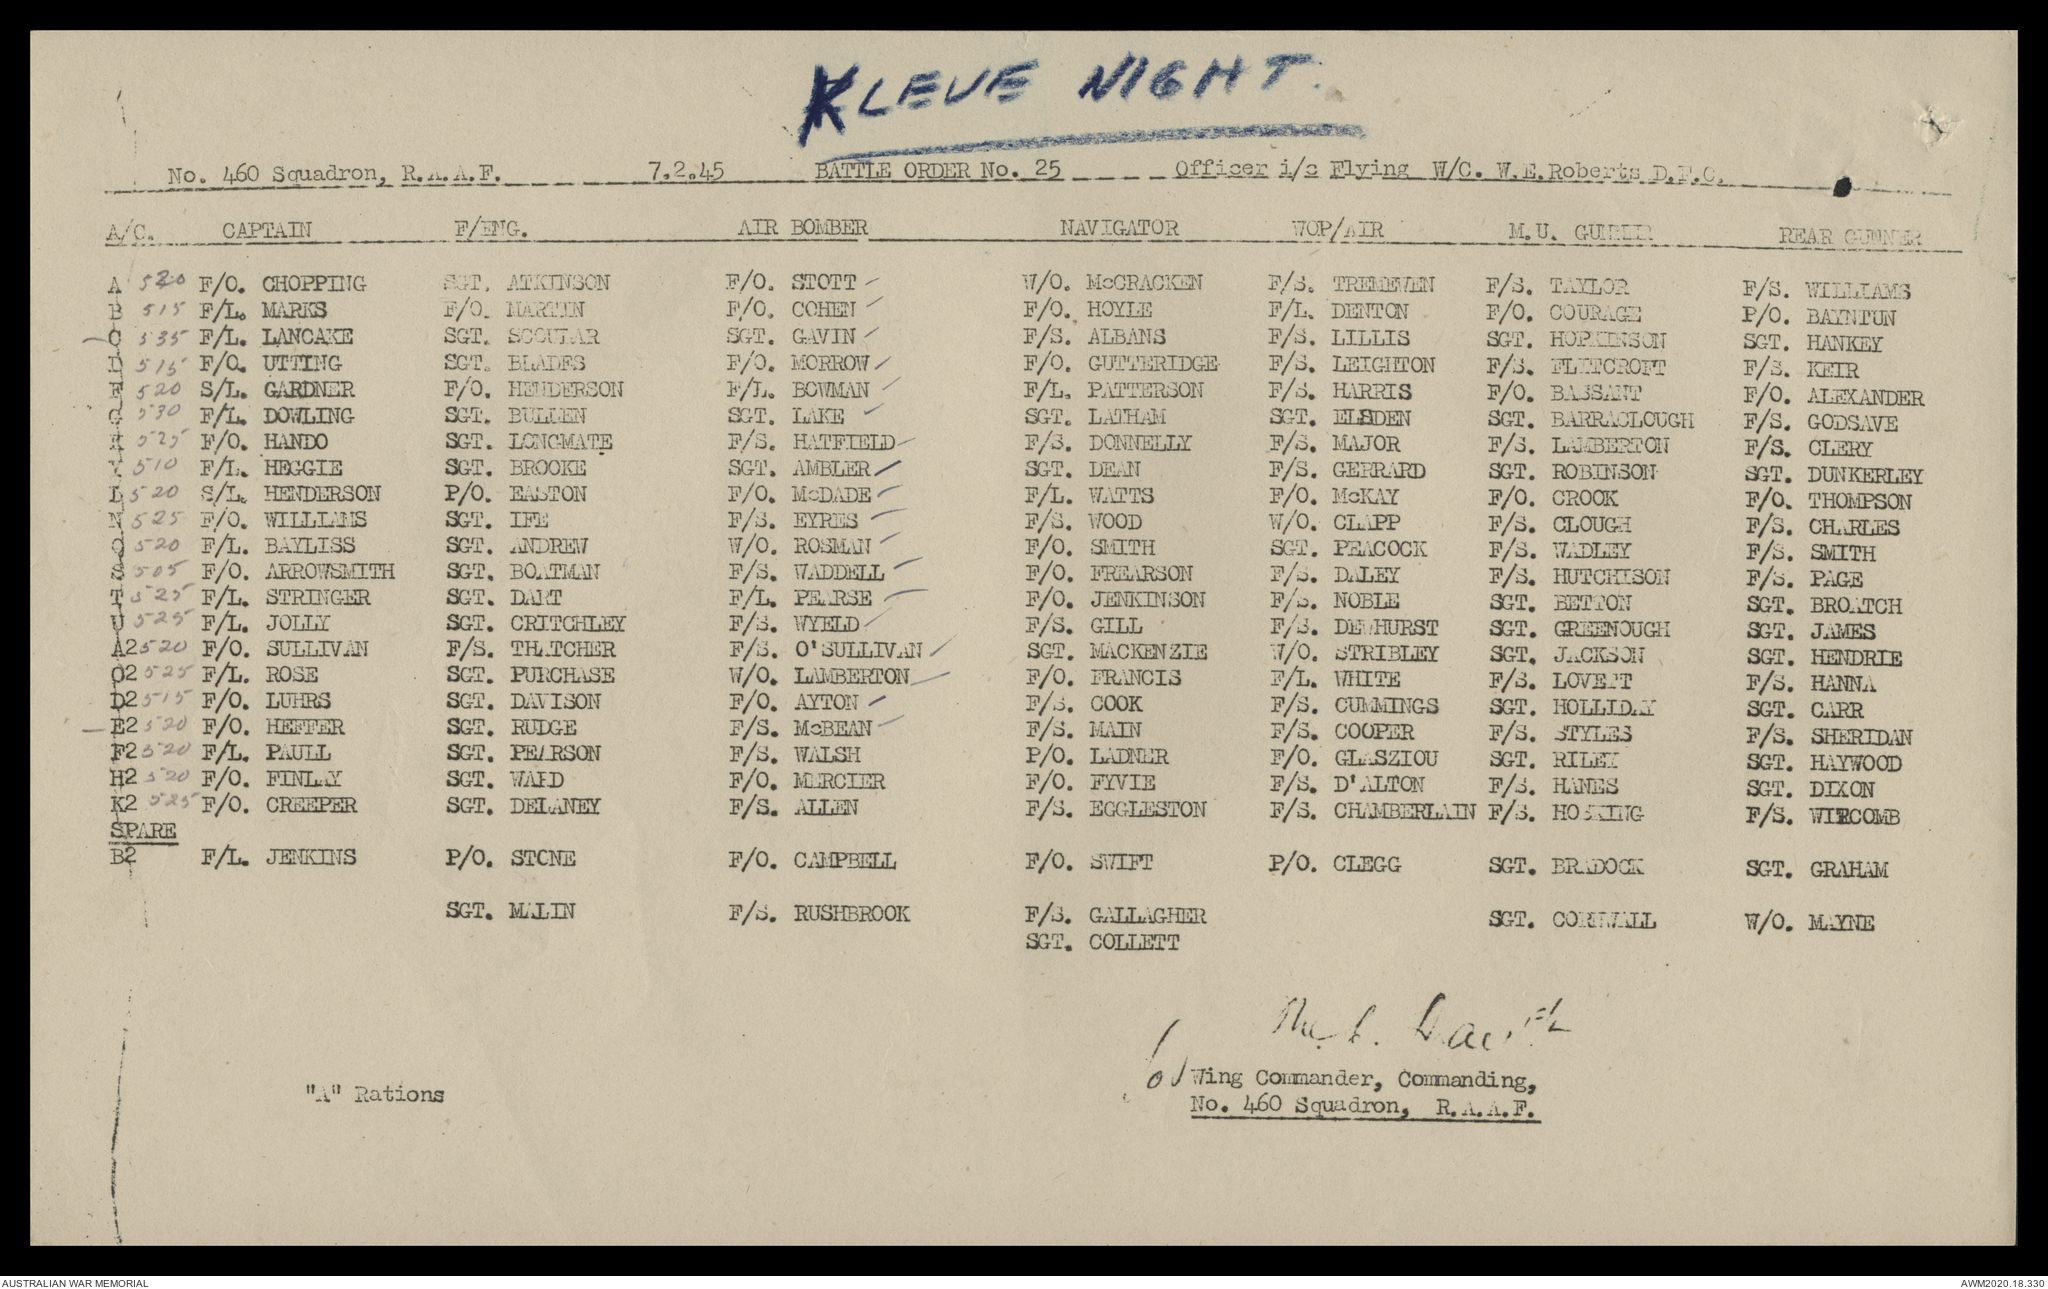 KLEVE NIGHT.
No. 460 Squadron, R.A.A.F. 7.2.45 BATTLE ORDER No. 25 Officer i/c Flying W/C. W.E.Roberts D.F.C.
A/C. CAPTAIN F/ENG. AIR BOMBER NAVIGATOR WOP/AIR M.U. GUNNER REAR GUNNER
A 520 F/O. CHOPPING SGT. ATKINSON F/O. STOTT W/O. McCRACKEN F/S. TREMEWEN F/S. TAYLOR F/S. WILLIAMS
B 515 F/L. MARKS F/O. MARTIN F/O. COHEN F/O. HOYLE F/L. DENTON F/O. COURAGE P/O. BAYNTUN
C 535 F/L. LANCAKE SGT. SCOULAR SGT. GAVIN F/S. ALBANS F/S. LILLIS SGT. HOPKINSON SGT. HANKEY
D 515 F/O. UTTING SGT. BLADES F/O. MORROW F/O. GUTTERIDGE F/S. LEIGHTON F/S. FLITCROFT F/S. KEIR
F 520 S/L. GARDNER F/O. HENDERSON F/L. BOWMAN F/L. PATTERSON F/S. HARRIS F/O. BASSANT F/O. ALEXANDER
G 530 F/L. DOWLING SGT. BULLEN SGT. LAKE SGT. LATHAM SGT. ELSDEN SGT. BARRACLOUGH F/S. GODSAVE
K 525 F/O. HANDO SGT. LONGMATE F/S. HATFIELD F/S. DONNELLY F/S. MAJOR F/S. LAMBERTON F/S. CLERY
510 F/L. HEGGIE SGT. BROOKE SGT. AMBLER SGT. DEAN F/S. GERRARD SGT. ROBINSON SGT. DUNKERLEY
L 520 S/L. HENDERSON P/O. EASTON F/O. McDADE F/L. WATTS F/O. McKAY F/O. CROOK F/O. THOMPSON
N 525 F/O. WILLIAMS SGT. IFE F/S. EYRES F/S. WOOD W/O. CLAPP F/S. CLOUGH F/S. CHARLES
Q 520 F/L. BAYLISS SGT. ANDREW W/O. ROSMAN F/O. SMITH SGT. PEACOCK F/S. WADLEY F/S. SMITH
S 505 F/O. ARROWSMITH SGT. BOATMAN F/S. WADDELL F/O. FREARSON F/S. DALEY F/S. HUTCHISON F/S. PAGE
T 525 F/L. STRINGER SGT. DART F/L. PEARSE F/O. JENKINSON F/S. NOBLE SGT. BETTON SGT. BROATCH
U 525 F/L. JOLLY SGT. CRITCHLEY F/S. WYELD F/S. GILL F/S. DEWHURST SGT. GREENOUGH SGT. JAMES
A2 520 F/O. SULLIVAN F/S. THATCHER F/S. O'SULLIVAN SGT. MACKENZIE W/O. STRIBLEY SGT. JACKSON SGT. HENDRIE
C2 525 F/L. ROSE SGT. PURCHASE W/O. LAMBERTON F/O. FRANCIS F/L. WHITE F/S. LOVETT F/S. HANNA
D2 515 F/O. LUHRS SGT. DAVISON F/O. AYTON F/S. COOK F/S. CUMMINGS SGT. HOLLIDAY SGT. CARR
E2 520 F/O. HEFTER SGT. RUDGE F/S. McBEAN F/S. MAIN F/S. COOPER F/S. STYLES F/S. SHERIDAN
F2 520 F/L. PAULL SGT. PEARSON F/S. WALSH P/O. LADNER F/O. GLASZIOU SGT. RILEY SGT. HAYWOOD
H2 520 F/O. FINLAY SGT. WARD F/O. MERCIER F/O. FYVIE F/S. D'ALTON F/S. HANES SGT. DIXON
K2 525 F/O. CREEPER SGT. DELANEY F/S. ALLEN F/S. EGGLESTON F/S. CHAMBERLAIN F/S. HOSKING F/S. WITCOMB
SPARE
B2 F/L. JENKINS P/O. STONE F/O. CAMPBELL F/O. SWIFT P/O. CLEGG SGT. BRADOCK SGT. GRAHAM
SGT. MALIN F/S. RUSHBROOK F/S. GALLAGHER SGT. CORNWALL W/O. MAYNE
SGT. COLLETT
F/L
Wing Commander, Commanding,
"A" Rations
No. 460 Squadron, R.A.A.F.
AUSTRALIAN WAR MEMORIAL AWM2020.18.330